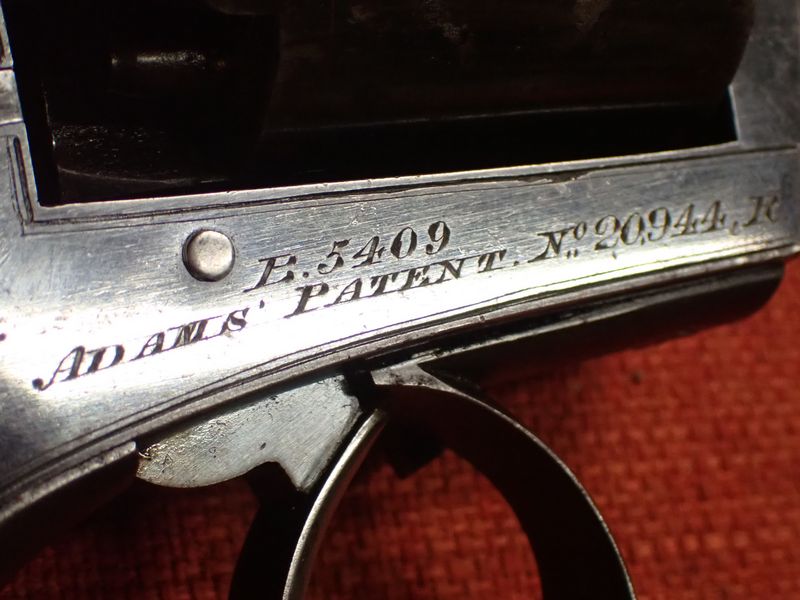 B.5409
ADAMS' PATENT. No. 20,944, R